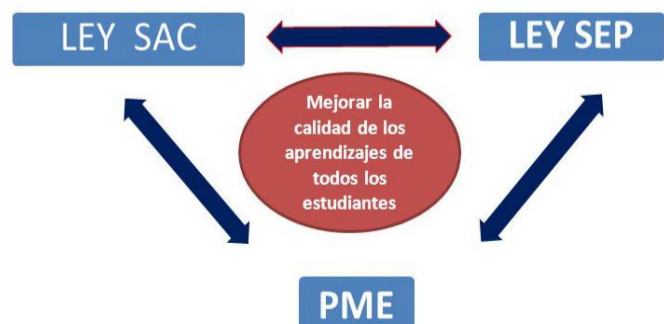 LEY SAC
LEY SEP
Mejorar la
calidad de los
aprendizajes de
todos los
estudiantes
PME